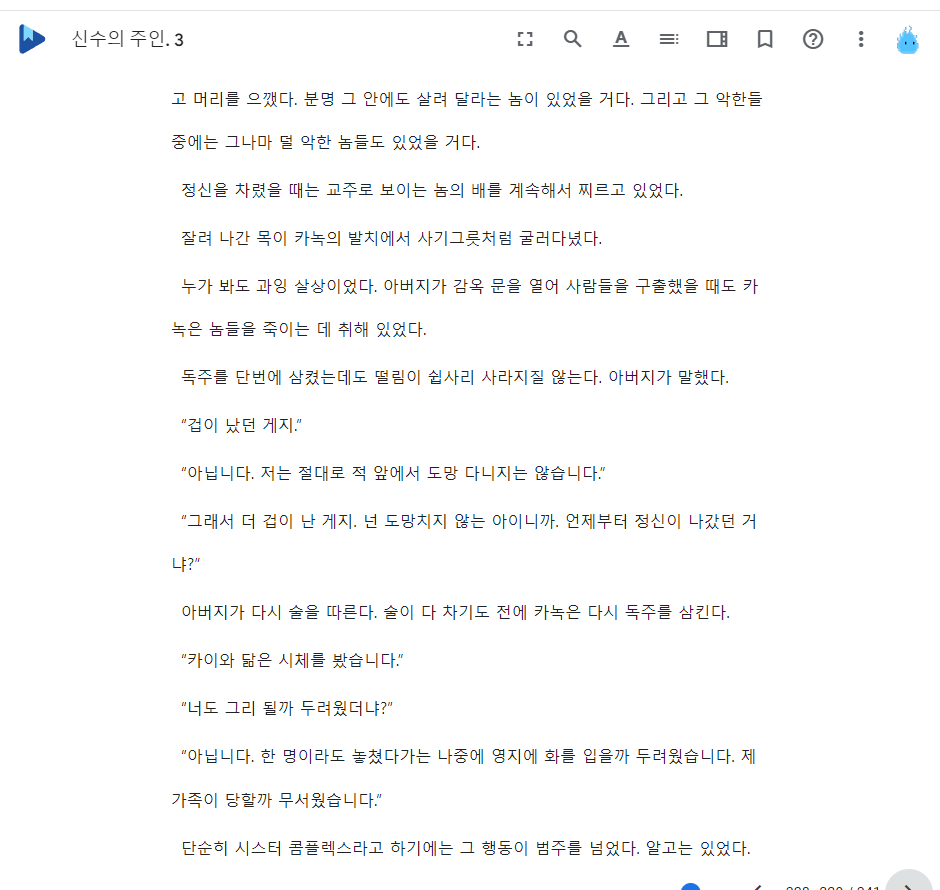 신수의 주인. 3
고 머리를 으깼다. 분명 그 안에도 살려 달라는 놈이 있었을 거다. 그리고 그 악한들
중에는 그나마 덜 악한 놈들도 있었을 거다.
정신을 차렸을 때는 교주로 보이는 놈의 배를 계속해서 찌르고 있었다.
잘려 나간 목이 카녹의 발치에서 사기그릇처럼 굴러다녔다.
누가 봐도 과잉 살상이었다. 아버지가 감옥 문을 열어 사람들을 구출했을 때도 카
녹은 놈들을 죽이는 데 취해 있었다.
독주를 단번에 삼켰는데도 떨림이 쉽사리 사라지질 않는다. 아버지가 말했다.
“겁이 났던 게지.”
“아닙니다. 저는 절대로 적 앞에서 도망 다니지는 않습니다.”
“그래서 더 겁이 난 게지. 넌 도망치지 않는 아이니까. 언제부터 정신이 나갔던 거
냐?”
아버지가 다시 술을 따른다. 술이 다 차기도 전에 카녹은 다시 독주를 삼킨다.
“카이와 닮은 시체를 봤습니다.”
“너도 그리 될까 두려웠더냐?”
“아닙니다. 한 명이라도 놓쳤다가는 나중에 영지에 화를 입을까 두려웠습니다. 제
가족이 당할까 무서웠습니다.”
단순히 시스터 콤플렉스라고 하기에는 그 행동이 범주를 넘었다. 알고는 있었다.